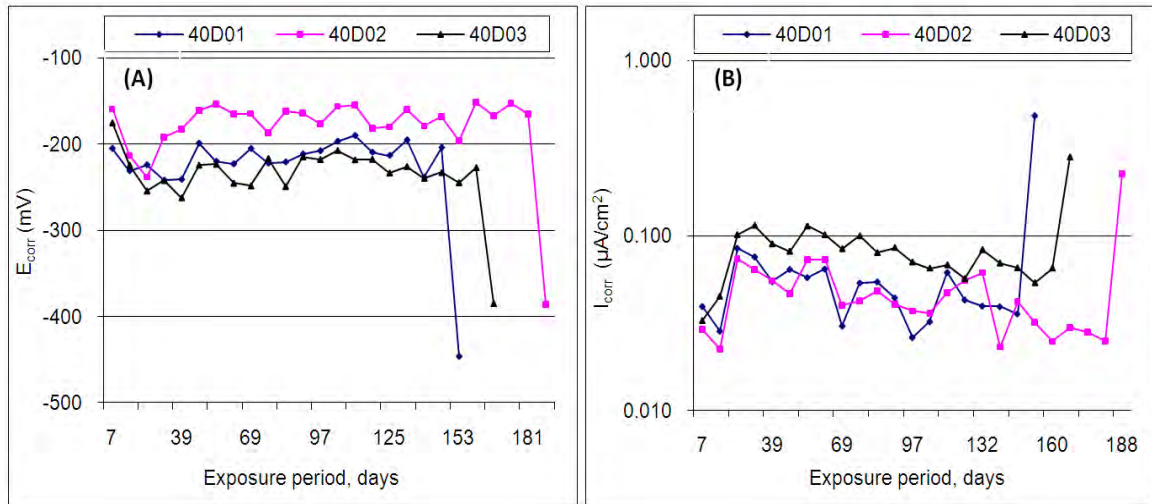 40D01 40D02 40D03
(A)
-100
-200
-300
-400
-500
E_corr (mV)
7 39 69 97 125 153 181
Exposure period, days
40D01 40D02 40D03
(B)
1.000
0.100
0.010
I_corr (µA/cm²)
7 39 69 97 132 160 188
Exposure period, days